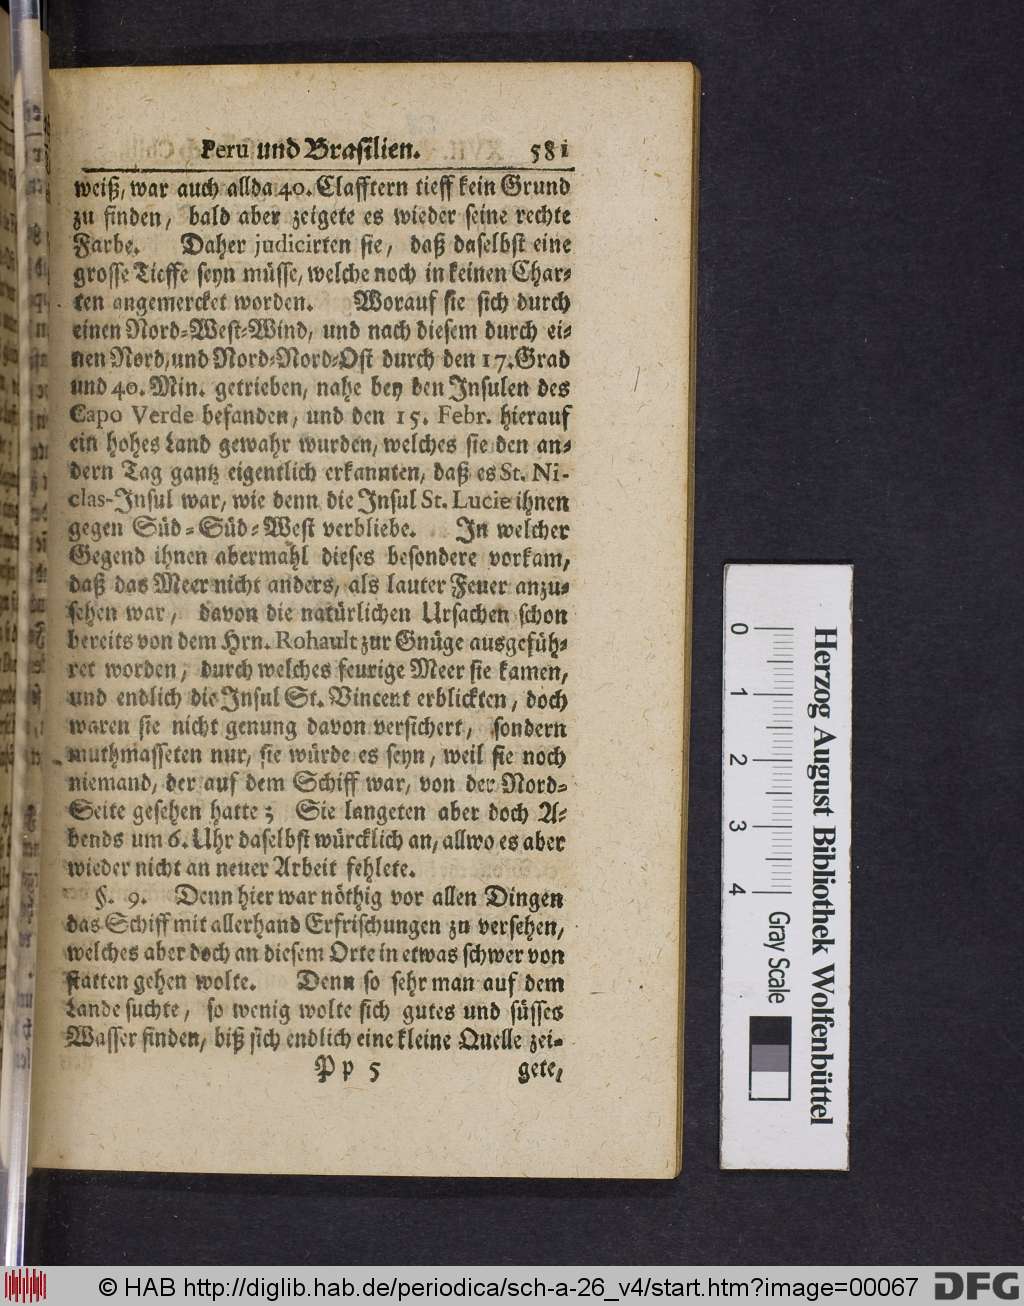 Peru und Brasilien. 581
weiß, war auch allda 40. Clafftern tieff kein Grund
zu finden, bald aber zeigete es wieder seine rechte
Farbe. Daher judicirten sie, daß daselbst eine
grosse Tieffe seyn müsse, welche noch in keinen Char-
ten angemercket worden. Worauf sie sich durch
einen Nord-West-Wind, und nach diesem durch ei-
nen Nord, und Nord-Nord-Ost durch den 17. Grad
und 40. Min. getrieben, nahe bey den Insulen des
Capo Verde befanden, und den 15. Febr. hierauf
ein hohes Land gewahr wurden, welches sie den an-
dern Tag gantz eigentlich erkannten, daß es St. Ni-
clas-Insul war, wie denn die Insul St. Lucie ihnen
gegen Süd-Süd-West verbliebe. In welcher
Gegend ihnen abermahl dieses besondere vorkam,
daß das Meer nicht anders, als lauter Feuer anzu-
sehen war, davon die natürlichen Ursachen schon
bereits von dem Hrn. Rohault zur Gnüge ausgefüh-
ret worden, durch welches feurige Meer sie kamen,
und endlich die Insul St. Vincent erblickten, doch
waren sie nicht genung davon versichert, sondern
muthmasseten nur, sie würde es seyn, weil sie noch
niemand, der auf dem Schiff war, von der Nord-
Seite gesehen hatte; Sie langeten aber doch A-
bends um 6. Uhr daselbst würcklich an, allwo es aber
wieder nicht an neuer Arbeit fehlete.
§. 9. Denn hier war nöthig vor allen Dingen
das Schiff mit allerhand Erfrischungen zu versehen,
welches aber doch an diesem Orte in etwas schwer von
statten gehen wolte. Denn so sehr man auf dem
Lande suchte, so wenig wolte sich gutes und süsses
Wasser finden, biß sich endlich eine kleine Quelle zei-
Pp 5 gete,
0 1 2 3 4
Gray Scale
Herzog August Bibliothek Wolfenbüttel
© HAB http://diglib.hab.de/periodica/sch-a-26_v4/start.htm?image=00067
DFG